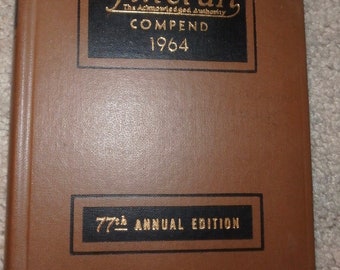 The Acknowledged Authority
COMPEND
1964
77th ANNUAL EDITION